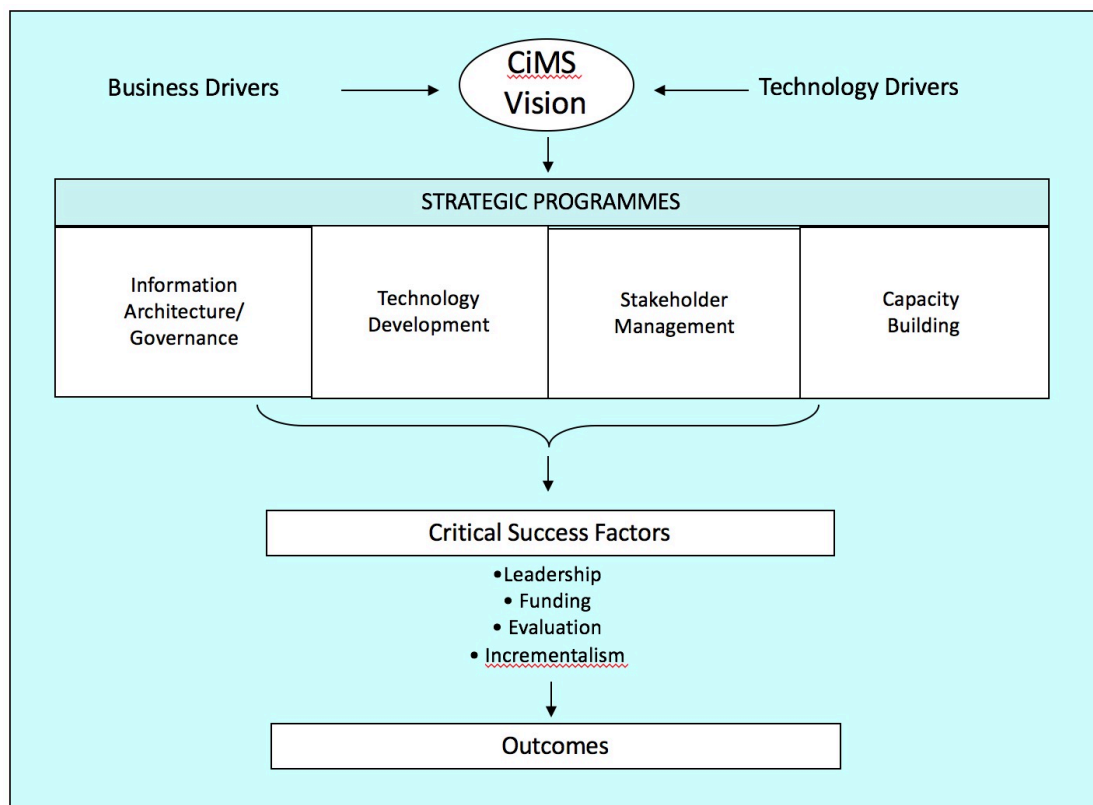 CiMS
Vision
Business Drivers
Technology Drivers
STRATEGIC PROGRAMMES
Information
Architecture/
Governance
Technology
Development
Stakeholder
Management
Capacity
Building
Critical Success Factors
•Leadership
• Funding
• Evaluation
• Incrementalism
Outcomes